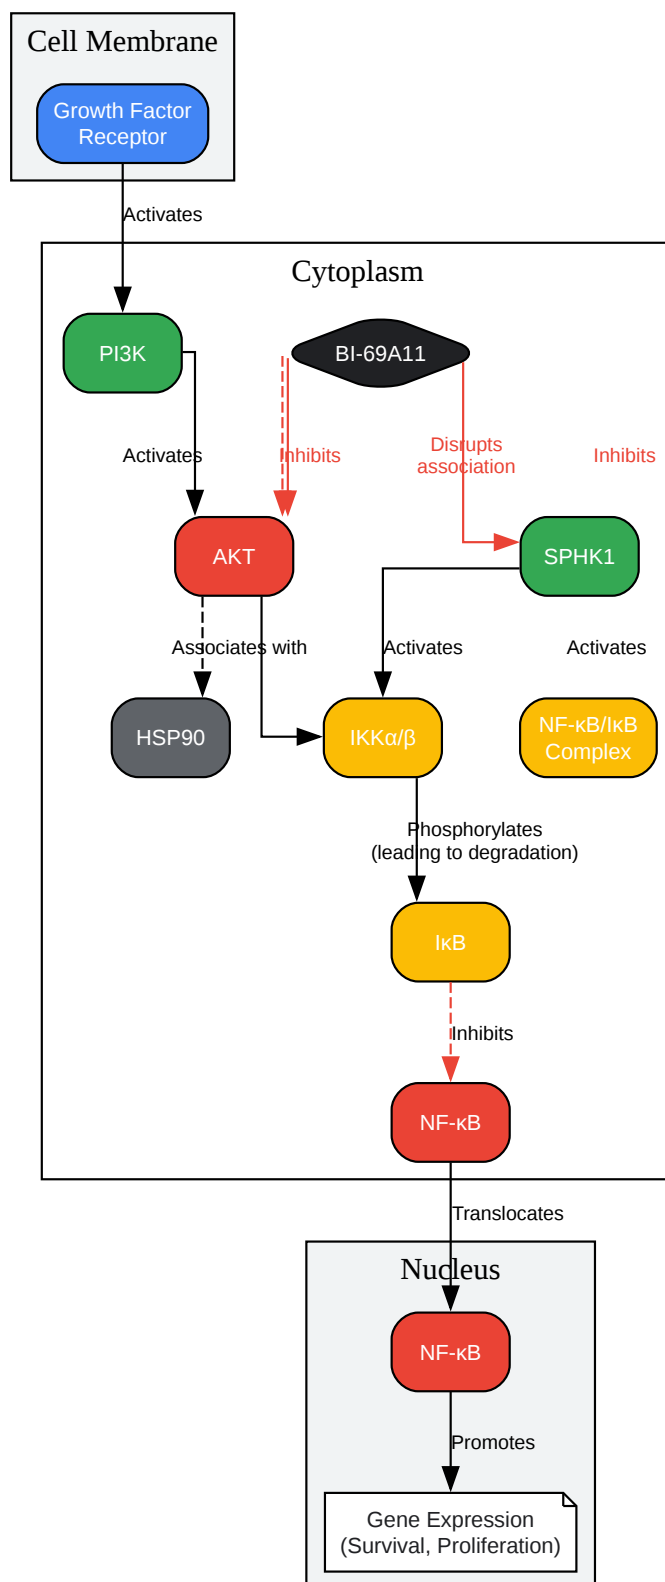 Cell Membrane
Growth Factor
Receptor
Activates
Cytoplasm
PI3K
BI-69A11
Activates
Inhibits
Disrupts
association
Inhibits
AKT
SPHK1
Associates with
Activates
Activates
HSP90
IKKα/β
NF-κB/IκB
Complex
Phosphorylates
(leading to degradation)
IκB
Inhibits
NF-κB
Translocates
Nucleus
NF-κB
Promotes
Gene Expression
(Survival, Proliferation)